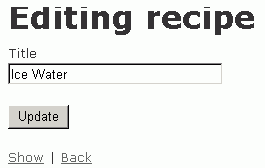 Editing recipe
Title
Ice Water
Update
Show | Back